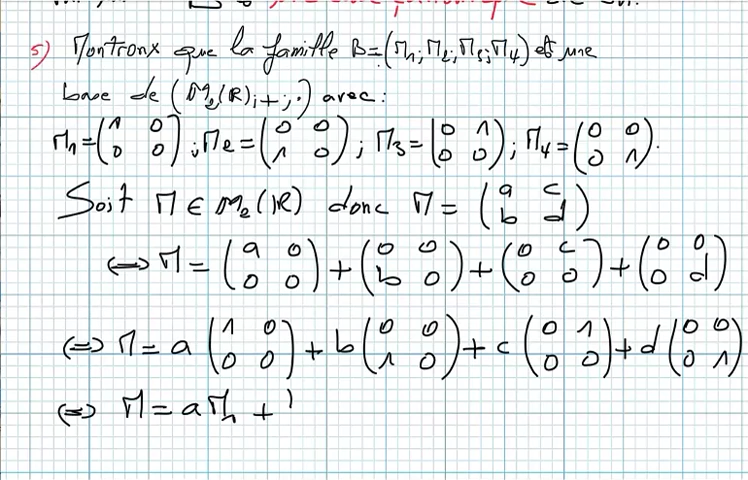 5) Montronx que la famille B=(M₁; M₂; M₃; M₄) est une
base de (M₂(ℝ); +; ·) avec:
M₁=(1 0 / 0 0); M₂=(0 0 / 1 0); M₃=(0 1 / 0 0); M₄=(0 0 / 0 1).
Soit M ∈ M₂(ℝ) donc M = (a c / b d)
⟺ M = (a 0 / 0 0) + (0 0 / b 0) + (0 c / 0 0) + (0 0 / 0 d)
⟺ M = a (1 0 / 0 0) + b (0 0 / 1 0) + c (0 1 / 0 0) + d (0 0 / 0 1)
⟺ M = a M₁ +